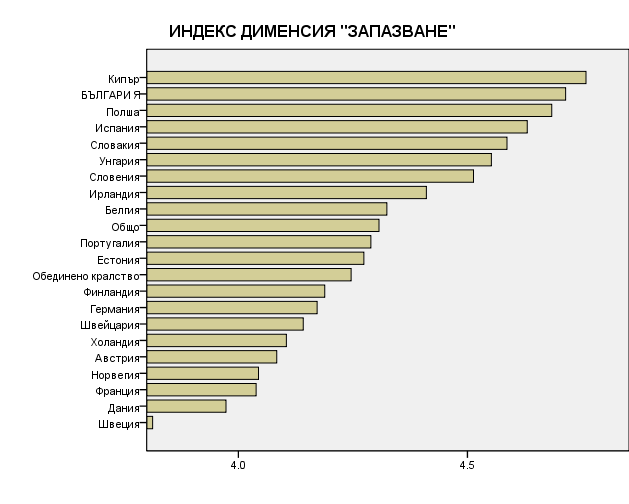 ИНДЕКС ДИМЕНСИЯ "ЗАПАЗВАНЕ"
Кипър
БЪЛГАРИ Я
Полша
Испания
Словакия
Унгария
Словения
Ирландия
Белгия
Общо
Португалия
Естония
Обединено кралство
Финландия
Германия
Швейцария
Холандия
Австрия
Норвегия
Франция
Дания
Швеция
4.0 4.5